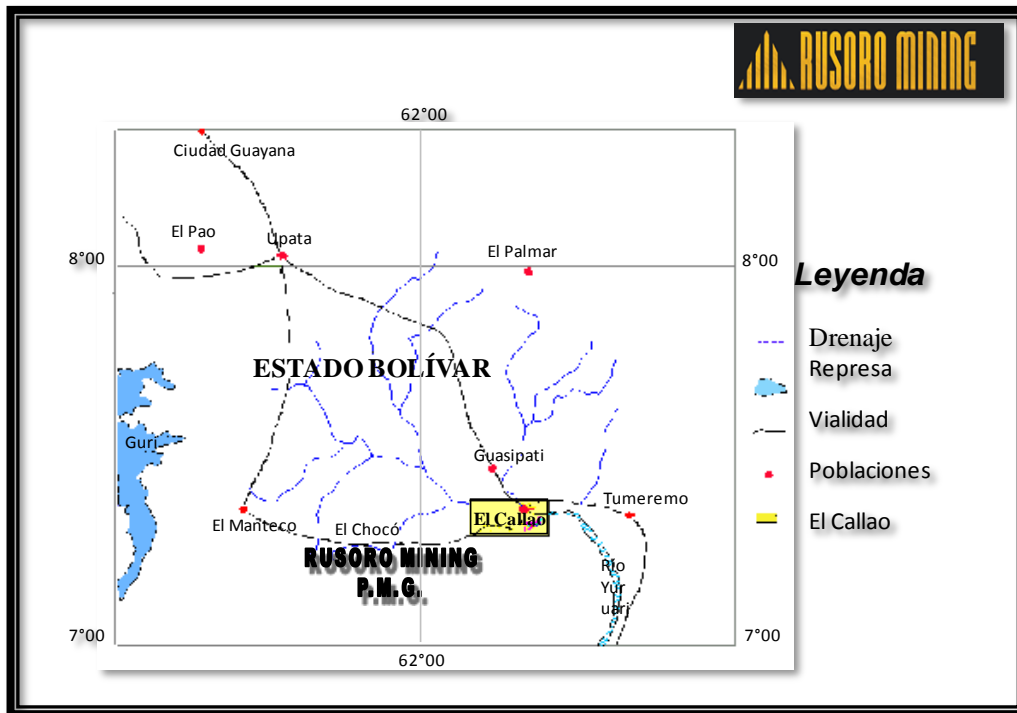 RUSORO MINING
62°00
Ciudad Guayana
El Pao
Upata
El Palmar
8°00
8°00
Leyenda
Drenaje
Represa
ESTADO BOLÍVAR
Vialidad
Guri
Guasipati
Poblaciones
Tumeremo
El Manteco
El Chocó
El Callao
El Callao
RUSORO MINING
P.M.G.
Río
Yur
uari
7°00
7°00
62°00